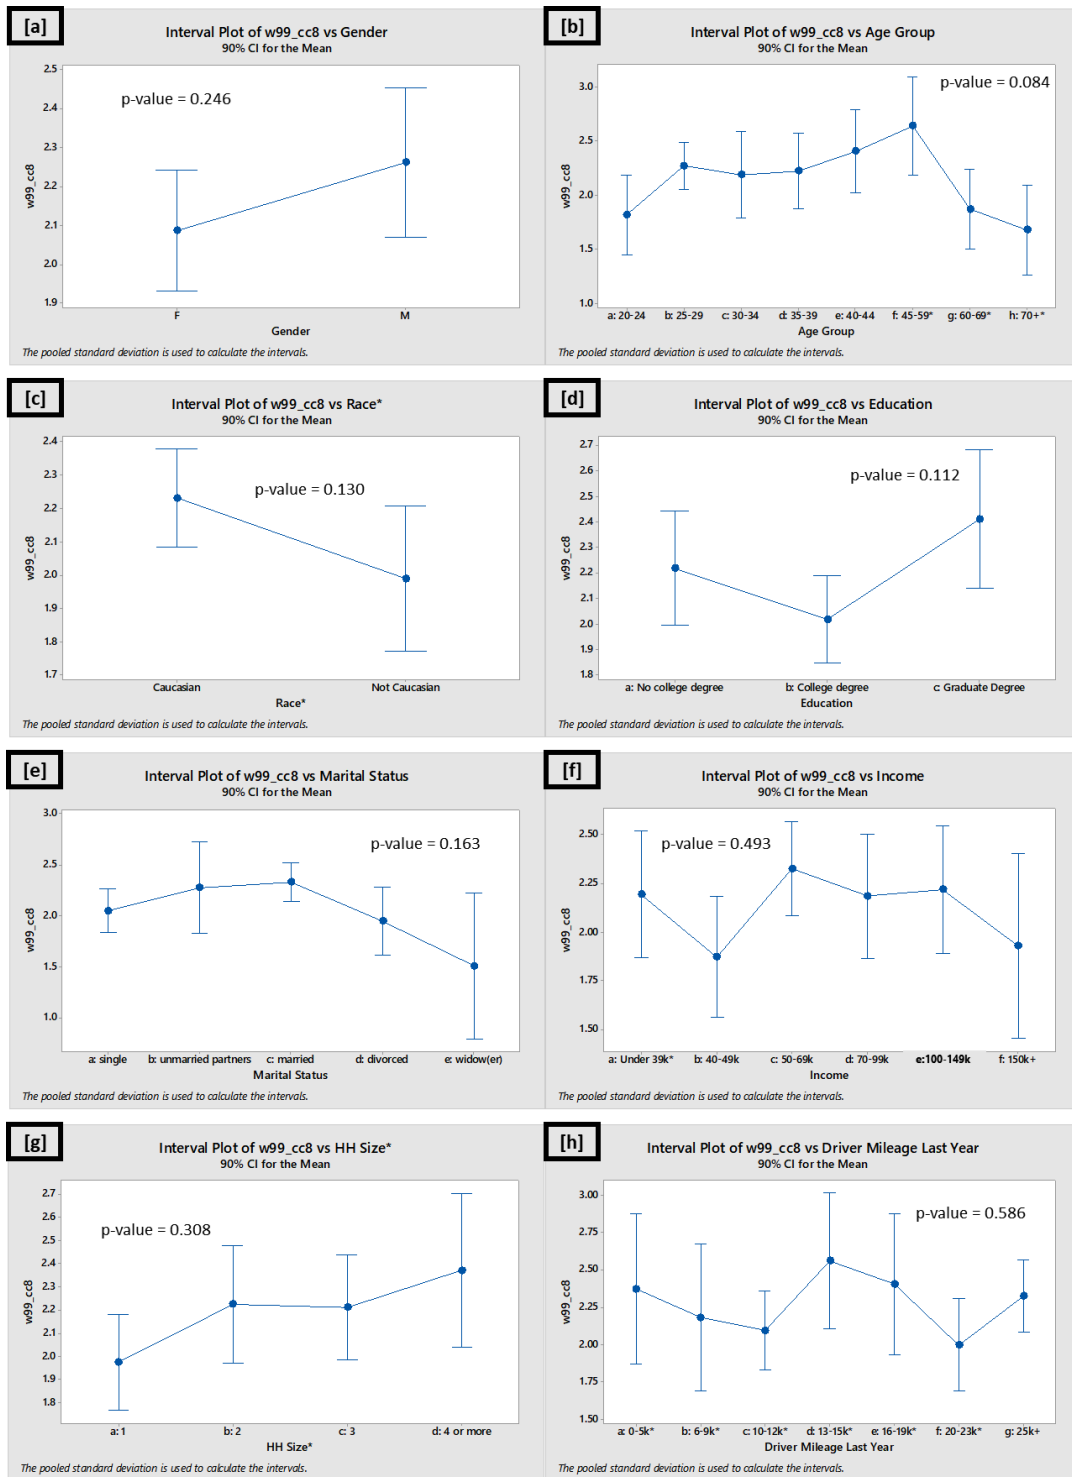 [a]
Interval Plot of w99_cc8 vs Gender
90% CI for the Mean
p-value = 0.246
2.5
2.4
2.3
2.2
2.1
2.0
1.9
w99_cc8
F M
Gender
The pooled standard deviation is used to calculate the intervals.
[b]
Interval Plot of w99_cc8 vs Age Group
90% CI for the Mean
p-value = 0.084
3.0
2.5
2.0
1.5
1.0
w99_cc8
a: 20-24 b: 25-29 c: 30-34 d: 35-39 e: 40-44 f: 45-59* g: 60-69* h: 70+*
Age Group
The pooled standard deviation is used to calculate the intervals.
[c]
Interval Plot of w99_cc8 vs Race*
90% CI for the Mean
p-value = 0.130
2.4
2.3
2.2
2.1
2.0
1.9
1.8
1.7
w99_cc8
Caucasian Not Caucasian
Race*
The pooled standard deviation is used to calculate the intervals.
[d]
Interval Plot of w99_cc8 vs Education
90% CI for the Mean
p-value = 0.112
2.7
2.6
2.5
2.4
2.3
2.2
2.1
2.0
1.9
1.8
w99_cc8
a: No college degree b: College degree c: Graduate Degree
Education
The pooled standard deviation is used to calculate the intervals.
[e]
Interval Plot of w99_cc8 vs Marital Status
90% CI for the Mean
p-value = 0.163
3.0
2.5
2.0
1.5
1.0
w99_cc8
a: single b: unmarried partners c: married d: divorced e: widow(er)
Marital Status
The pooled standard deviation is used to calculate the intervals.
[f]
Interval Plot of w99_cc8 vs Income
90% CI for the Mean
p-value = 0.493
2.50
2.25
2.00
1.75
1.50
w99_cc8
a: Under 39k* b: 40-49k c: 50-69k d: 70-99k e:100-149k f: 150k+
Income
The pooled standard deviation is used to calculate the intervals.
[g]
Interval Plot of w99_cc8 vs HH Size*
90% CI for the Mean
p-value = 0.308
2.7
2.6
2.5
2.4
2.3
2.2
2.1
2.0
1.9
1.8
w99_cc8
a: 1 b: 2 c: 3 d: 4 or more
HH Size*
The pooled standard deviation is used to calculate the intervals.
[h]
Interval Plot of w99_cc8 vs Driver Mileage Last Year
90% CI for the Mean
p-value = 0.586
3.00
2.75
2.50
2.25
2.00
1.75
1.50
w99_cc8
a: 0-5k* b: 6-9k* c: 10-12k* d: 13-15k* e: 16-19k* f: 20-23k* g: 25k+
Driver Mileage Last Year
The pooled standard deviation is used to calculate the intervals.